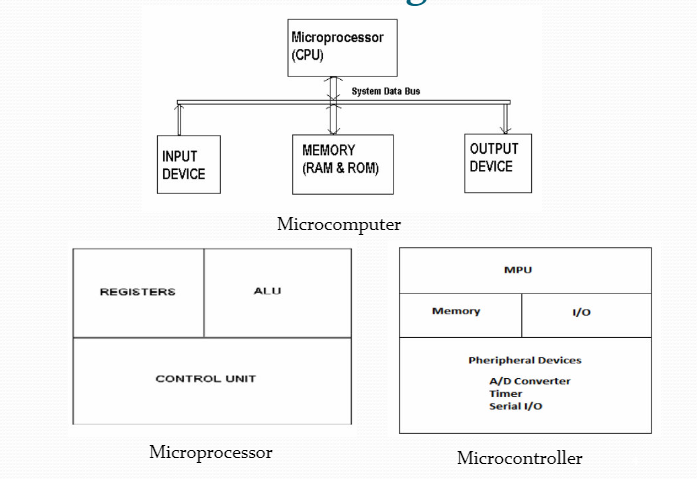 Microprocessor
(CPU)
System Data Bus
INPUT
DEVICE
MEMORY
(RAM & ROM)
OUTPUT
DEVICE
Microcomputer
REGISTERS
ALU
CONTROL UNIT
Microprocessor
MPU
Memory
I/O
Pheripheral Devices
A/D Converter
Timer
Serial I/O
Microcontroller